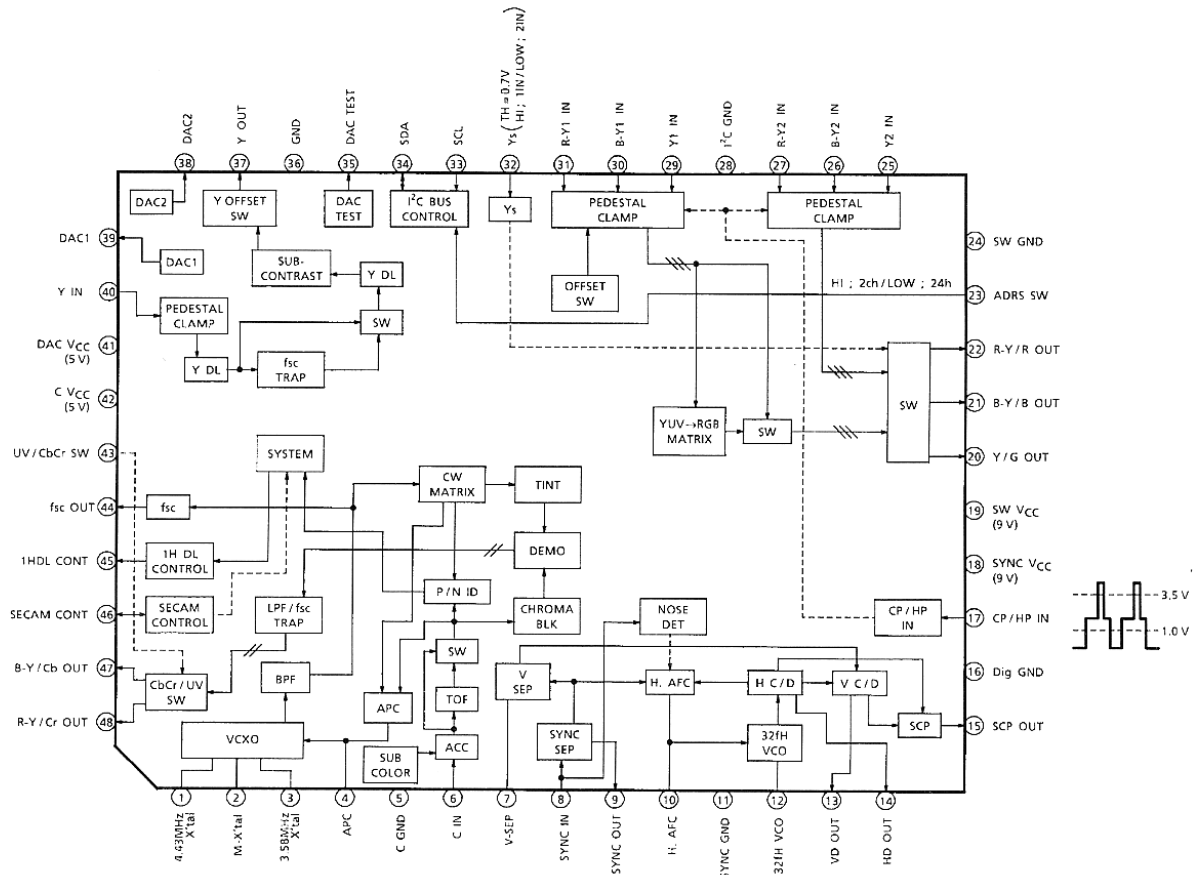 DAC2
Y OUT
GND
DAC TEST
SDA
SCL
Ys (TH = 0.7V
HI ; 1IN/LOW ; 2IN)
R-Y1 IN
B-Y1 IN
Y1 IN
I²C GND
R-Y2 IN
B-Y2 IN
Y2 IN
38
37
36
35
34
33
32
31
30
29
28
27
26
25
DAC2
Y OFFSET
SW
DAC
TEST
I²C BUS
CONTROL
Ys
PEDESTAL
CLAMP
PEDESTAL
CLAMP
DAC1 39
DAC1
SUB-
CONTRAST
Y DL
OFFSET
SW
24 SW GND
HI ; 2ch/LOW ; 24h
23 ADRS SW
Y IN 40
PEDESTAL
CLAMP
SW
DAC VCC
(5 V)
41
Y DL
fsc
TRAP
22 R-Y/R OUT
C VCC
(5 V)
42
SW
21 B-Y/B OUT
YUV→RGB
MATRIX
SW
UV/CbCr SW 43
SYSTEM
20 Y/G OUT
CW
MATRIX
TINT
fsc OUT 44
fsc
19 SW VCC
(9 V)
1HDL CONT 45
1H DL
CONTROL
DEMO
18 SYNC VCC
(9 V)
P/N ID
SECAM CONT 46
SECAM
CONTROL
LPF/fsc
TRAP
CHROMA
BLK
NOSE
DET
CP/HP
IN
17 CP/HP IN
3.5 V
1.0 V
B-Y/Cb OUT 47
CbCr/UV
SW
BPF
SW
V
SEP
H. AFC
H C/D
V C/D
16 Dig GND
R-Y/Cr OUT 48
APC
TOF
SCP
15 SCP OUT
VCXO
SUB
COLOR
ACC
SYNC
SEP
32fH
VCO
1
2
3
4
5
6
7
8
9
10
11
12
13
14
4.43MHz
X'tal
M-X'tal
3.58MHz
X'tal
APC
C GND
C IN
V-SEP
SYNC IN
SYNC OUT
H. AFC
SYNC GND
32fH VCO
VD OUT
HD OUT